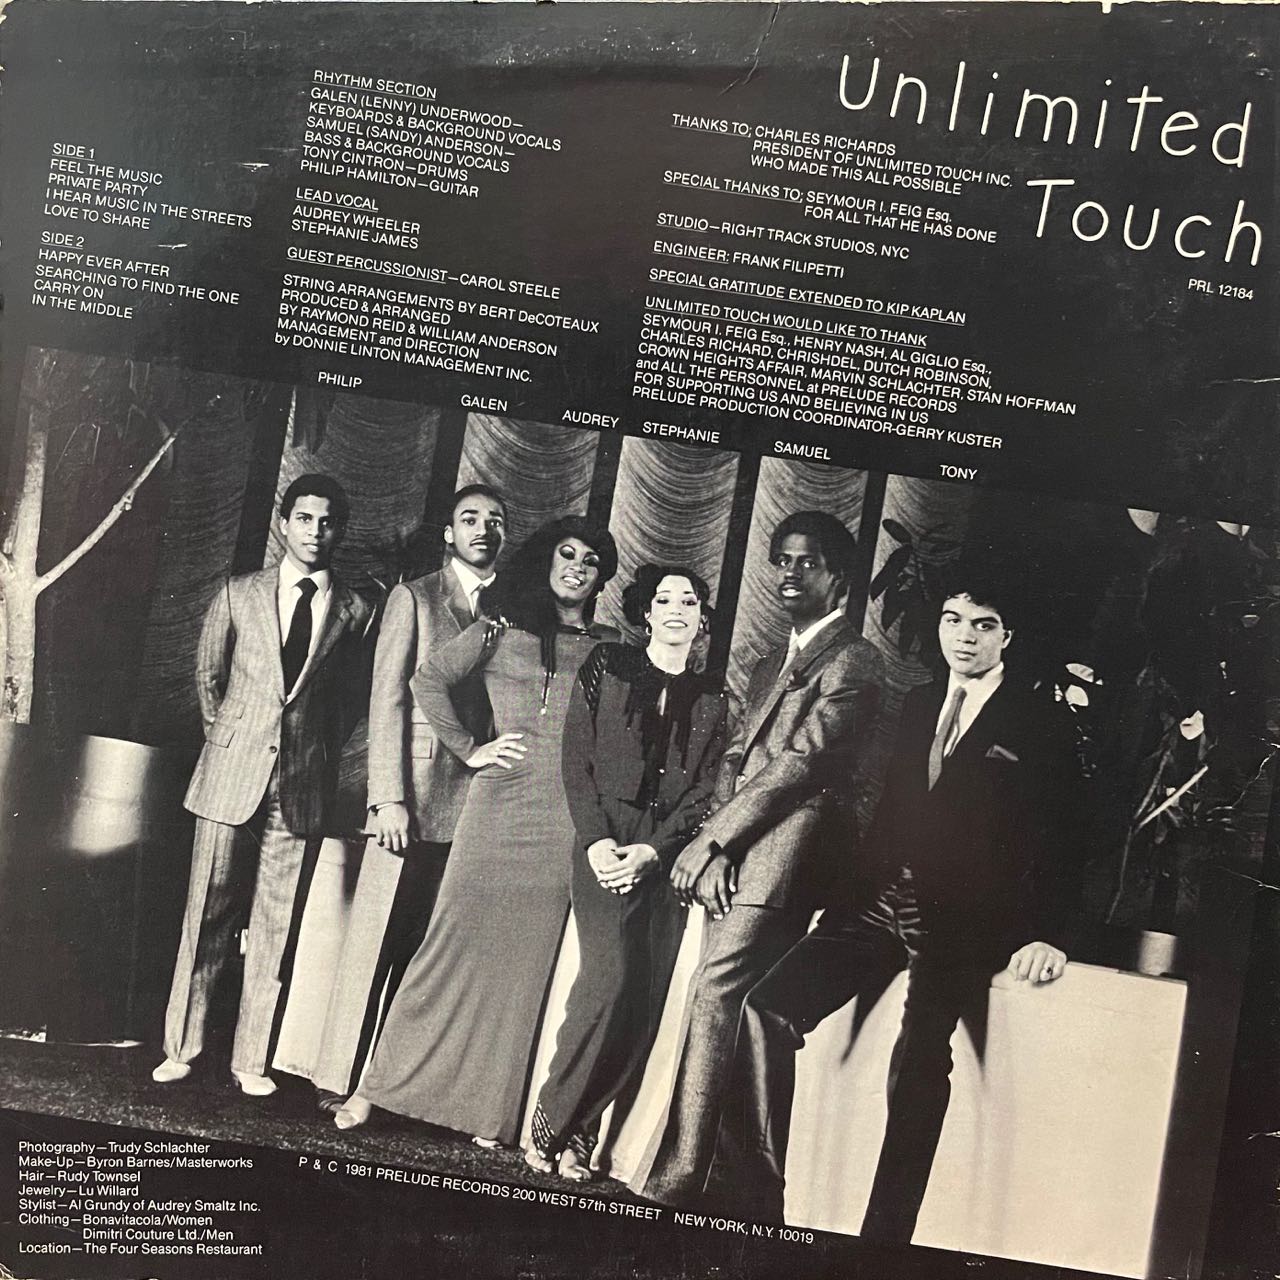 Unlimited
Touch
PRL 12184
SIDE 1
FEEL THE MUSIC
PRIVATE PARTY
I HEAR MUSIC IN THE STREETS
LOVE TO SHARE
SIDE 2
HAPPY EVER AFTER
SEARCHING TO FIND THE ONE
CARRY ON
IN THE MIDDLE
RHYTHM SECTION
GALEN (LENNY) UNDERWOOD—
KEYBOARDS & BACKGROUND VOCALS
SAMUEL (SANDY) ANDERSON—
BASS & BACKGROUND VOCALS
TONY CINTRON—DRUMS
PHILIP HAMILTON—GUITAR
LEAD VOCAL
AUDREY WHEELER
STEPHANIE JAMES
GUEST PERCUSSIONIST—CAROL STEELE
STRING ARRANGEMENTS BY BERT DeCOTEAUX
PRODUCED & ARRANGED
BY RAYMOND REID & WILLIAM ANDERSON
MANAGEMENT and DIRECTION
by DONNIE LINTON MANAGEMENT INC.
THANKS TO; CHARLES RICHARDS
PRESIDENT OF UNLIMITED TOUCH INC.
WHO MADE THIS ALL POSSIBLE
SPECIAL THANKS TO; SEYMOUR I. FEIG Esq.
FOR ALL THAT HE HAS DONE
STUDIO—RIGHT TRACK STUDIOS, NYC
ENGINEER: FRANK FILIPETTI
SPECIAL GRATITUDE EXTENDED TO KIP KAPLAN
UNLIMITED TOUCH WOULD LIKE TO THANK
SEYMOUR I. FEIG Esq., HENRY NASH, AL GIGLIO Esq.,
CHARLES RICHARD, CHRISHDEL, DUTCH ROBINSON,
CROWN HEIGHTS AFFAIR, MARVIN SCHLACHTER, STAN HOFFMAN
and ALL THE PERSONNEL at PRELUDE RECORDS
FOR SUPPORTING US AND BELIEVING IN US
PRELUDE PRODUCTION COORDINATOR-GERRY KUSTER
PHILIP
GALEN
AUDREY
STEPHANIE
SAMUEL
TONY
Photography—Trudy Schlachter
Make-Up—Byron Barnes/Masterworks
Hair—Rudy Townsel
Jewelry—Lu Willard
Stylist—Al Grundy of Audrey Smaltz Inc.
Clothing—Bonavitacola/Women
Dimitri Couture Ltd./Men
Location—The Four Seasons Restaurant
P & C 1981 PRELUDE RECORDS 200 WEST 57th STREET NEW YORK, N.Y. 10019